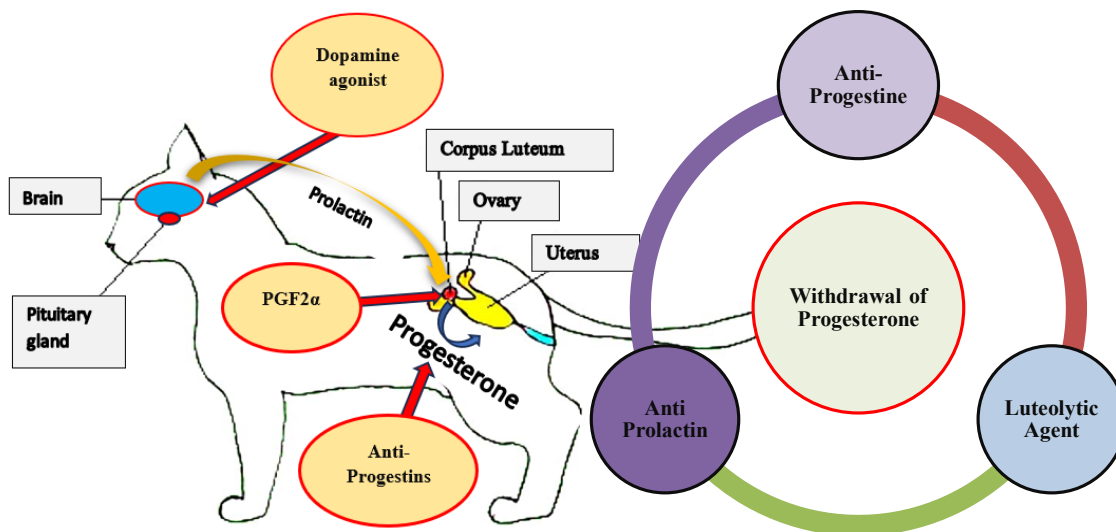 Dopamine
agonist
Brain
Pituitary
gland
Prolactin
Corpus Luteum
Ovary
Uterus
PGF2α
Progesterone
Anti-
Progestins
Anti-
Progestine
Withdrawal of
Progesterone
Anti
Prolactin
Luteolytic
Agent